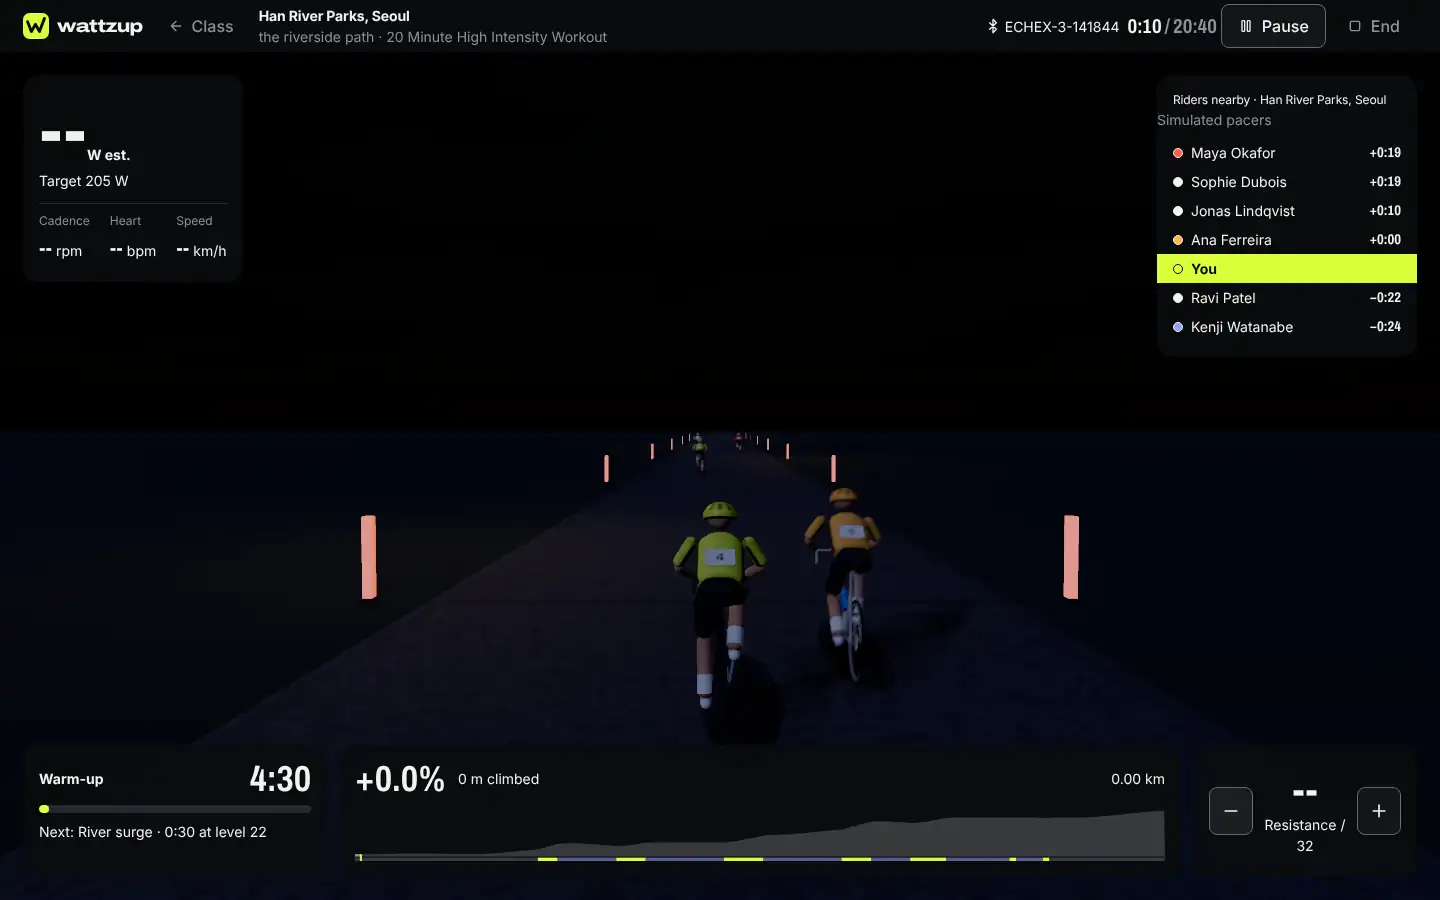 wattzup
Class
Han River Parks, Seoul
the riverside path · 20 Minute High Intensity Workout
ECHEX-3-141844
0:10 / 20:40
Pause
End
--
W est.
Target 205 W
Cadence Heart Speed
-- rpm -- bpm -- km/h
Riders nearby · Han River Parks, Seoul
Simulated pacers
Maya Okafor +0:19
Sophie Dubois +0:19
Jonas Lindqvist +0:10
Ana Ferreira +0:00
You
Ravi Patel −0:22
Kenji Watanabe −0:24
4
Warm-up 4:30
Next: River surge · 0:30 at level 22
+0.0% 0 m climbed 0.00 km
−
--
+
Resistance /
32